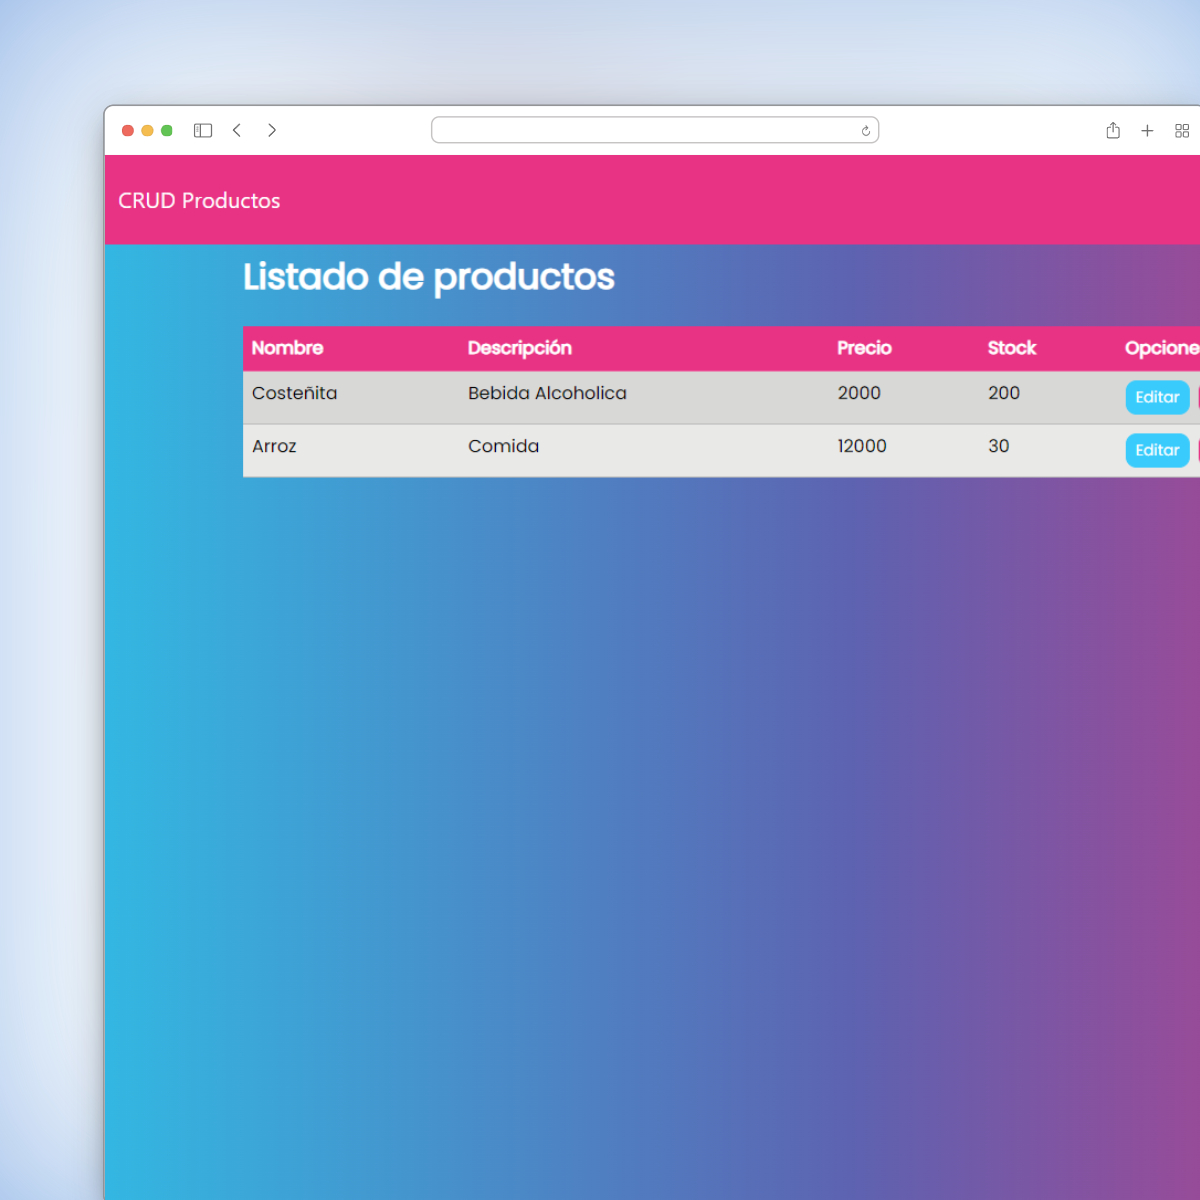 CRUD Productos
Listado de productos
Nombre Descripción Precio Stock Opcione
Costeñita Bebida Alcoholica 2000 200 Editar
Arroz Comida 12000 30 Editar